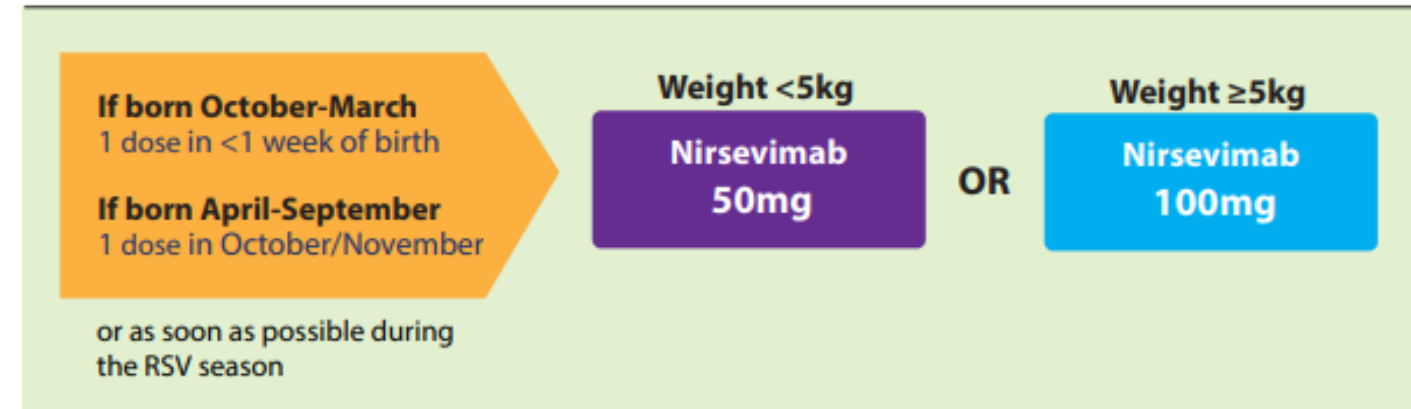 If born October-March
1 dose in <1 week of birth
If born April-September
1 dose in October/November
or as soon as possible during
the RSV season
Weight <5kg
Nirsevimab
50mg
OR
Weight ≥5kg
Nirsevimab
100mg